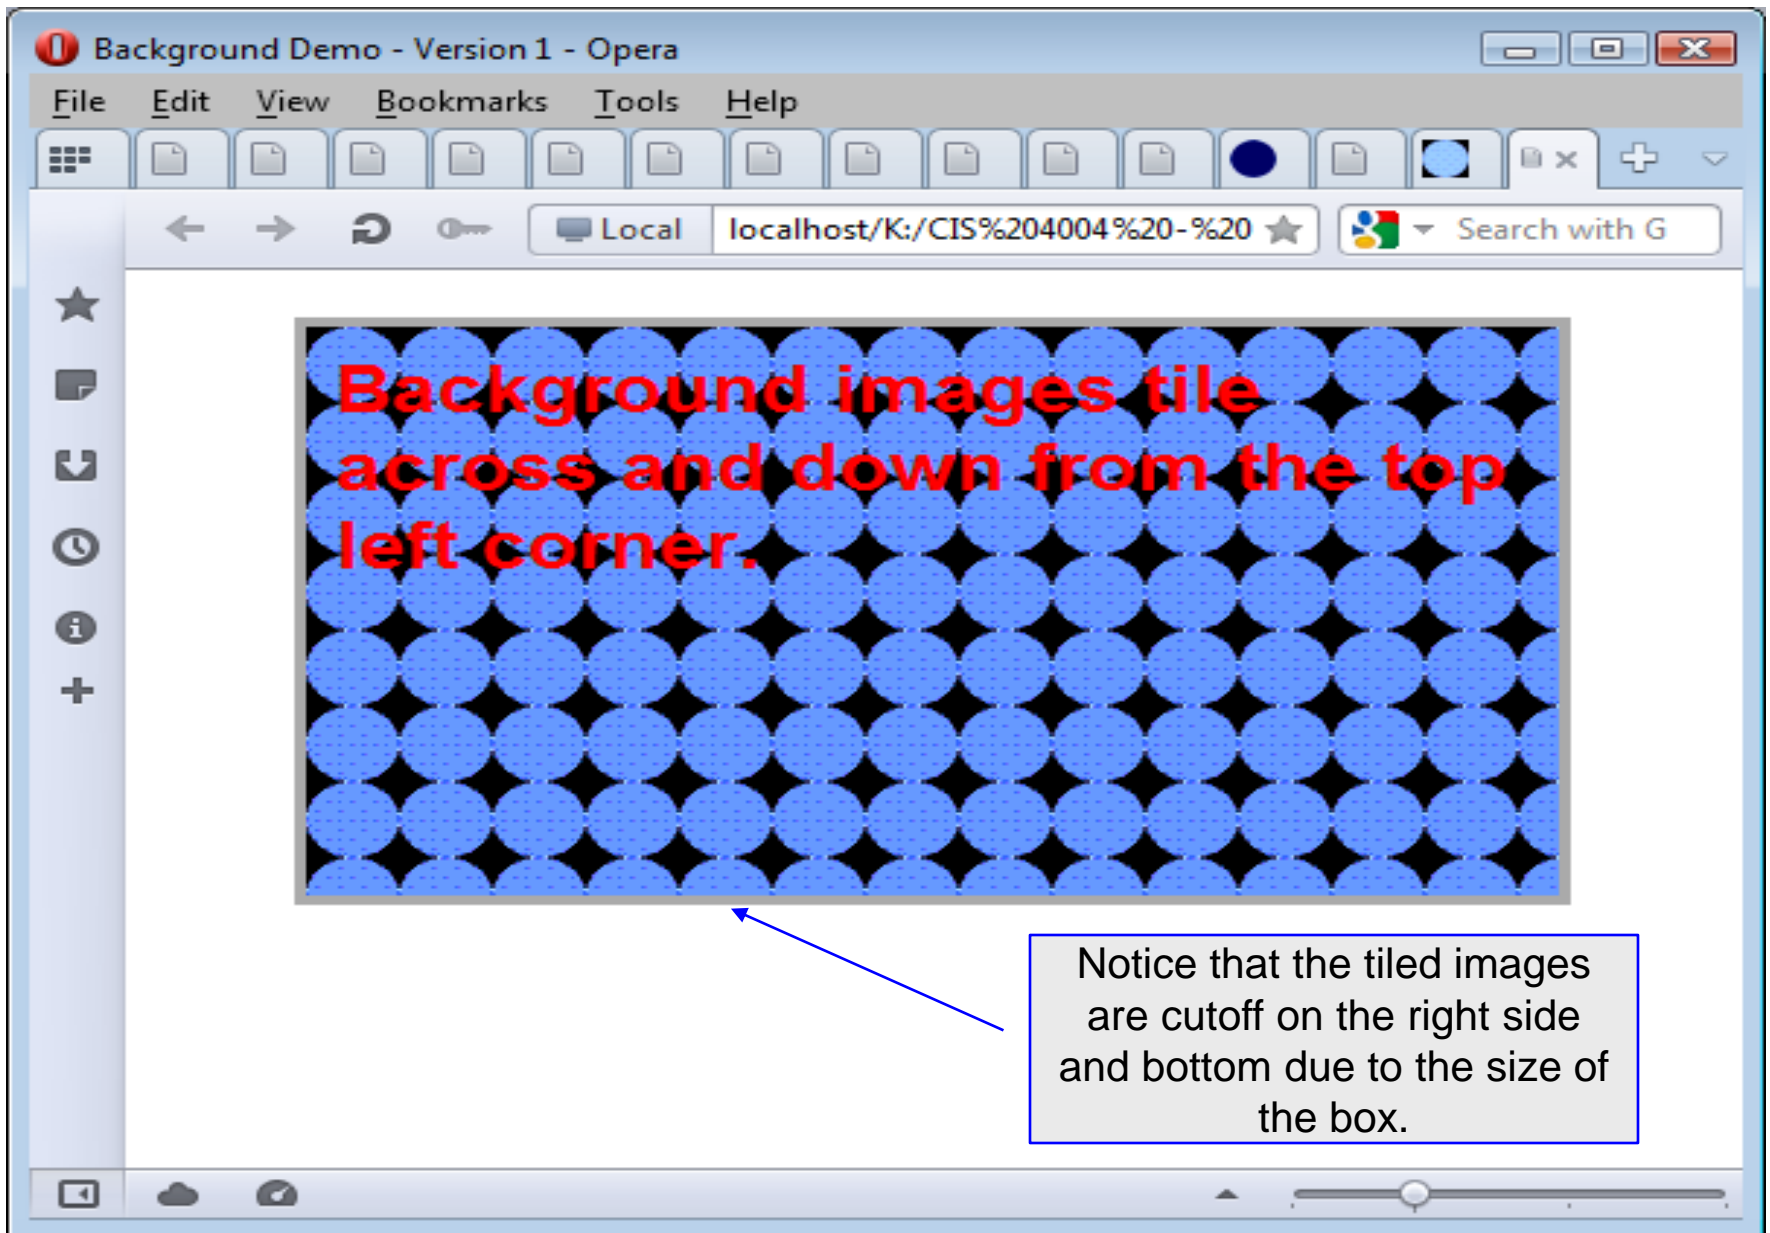 Background Demo - Version 1 - Opera
File Edit View Bookmarks Tools Help
Local localhost/K:/CIS%204004%20-%20 Search with G
Background images tile
across and down from the top
left corner.
Notice that the tiled images
are cutoff on the right side
and bottom due to the size of
the box.